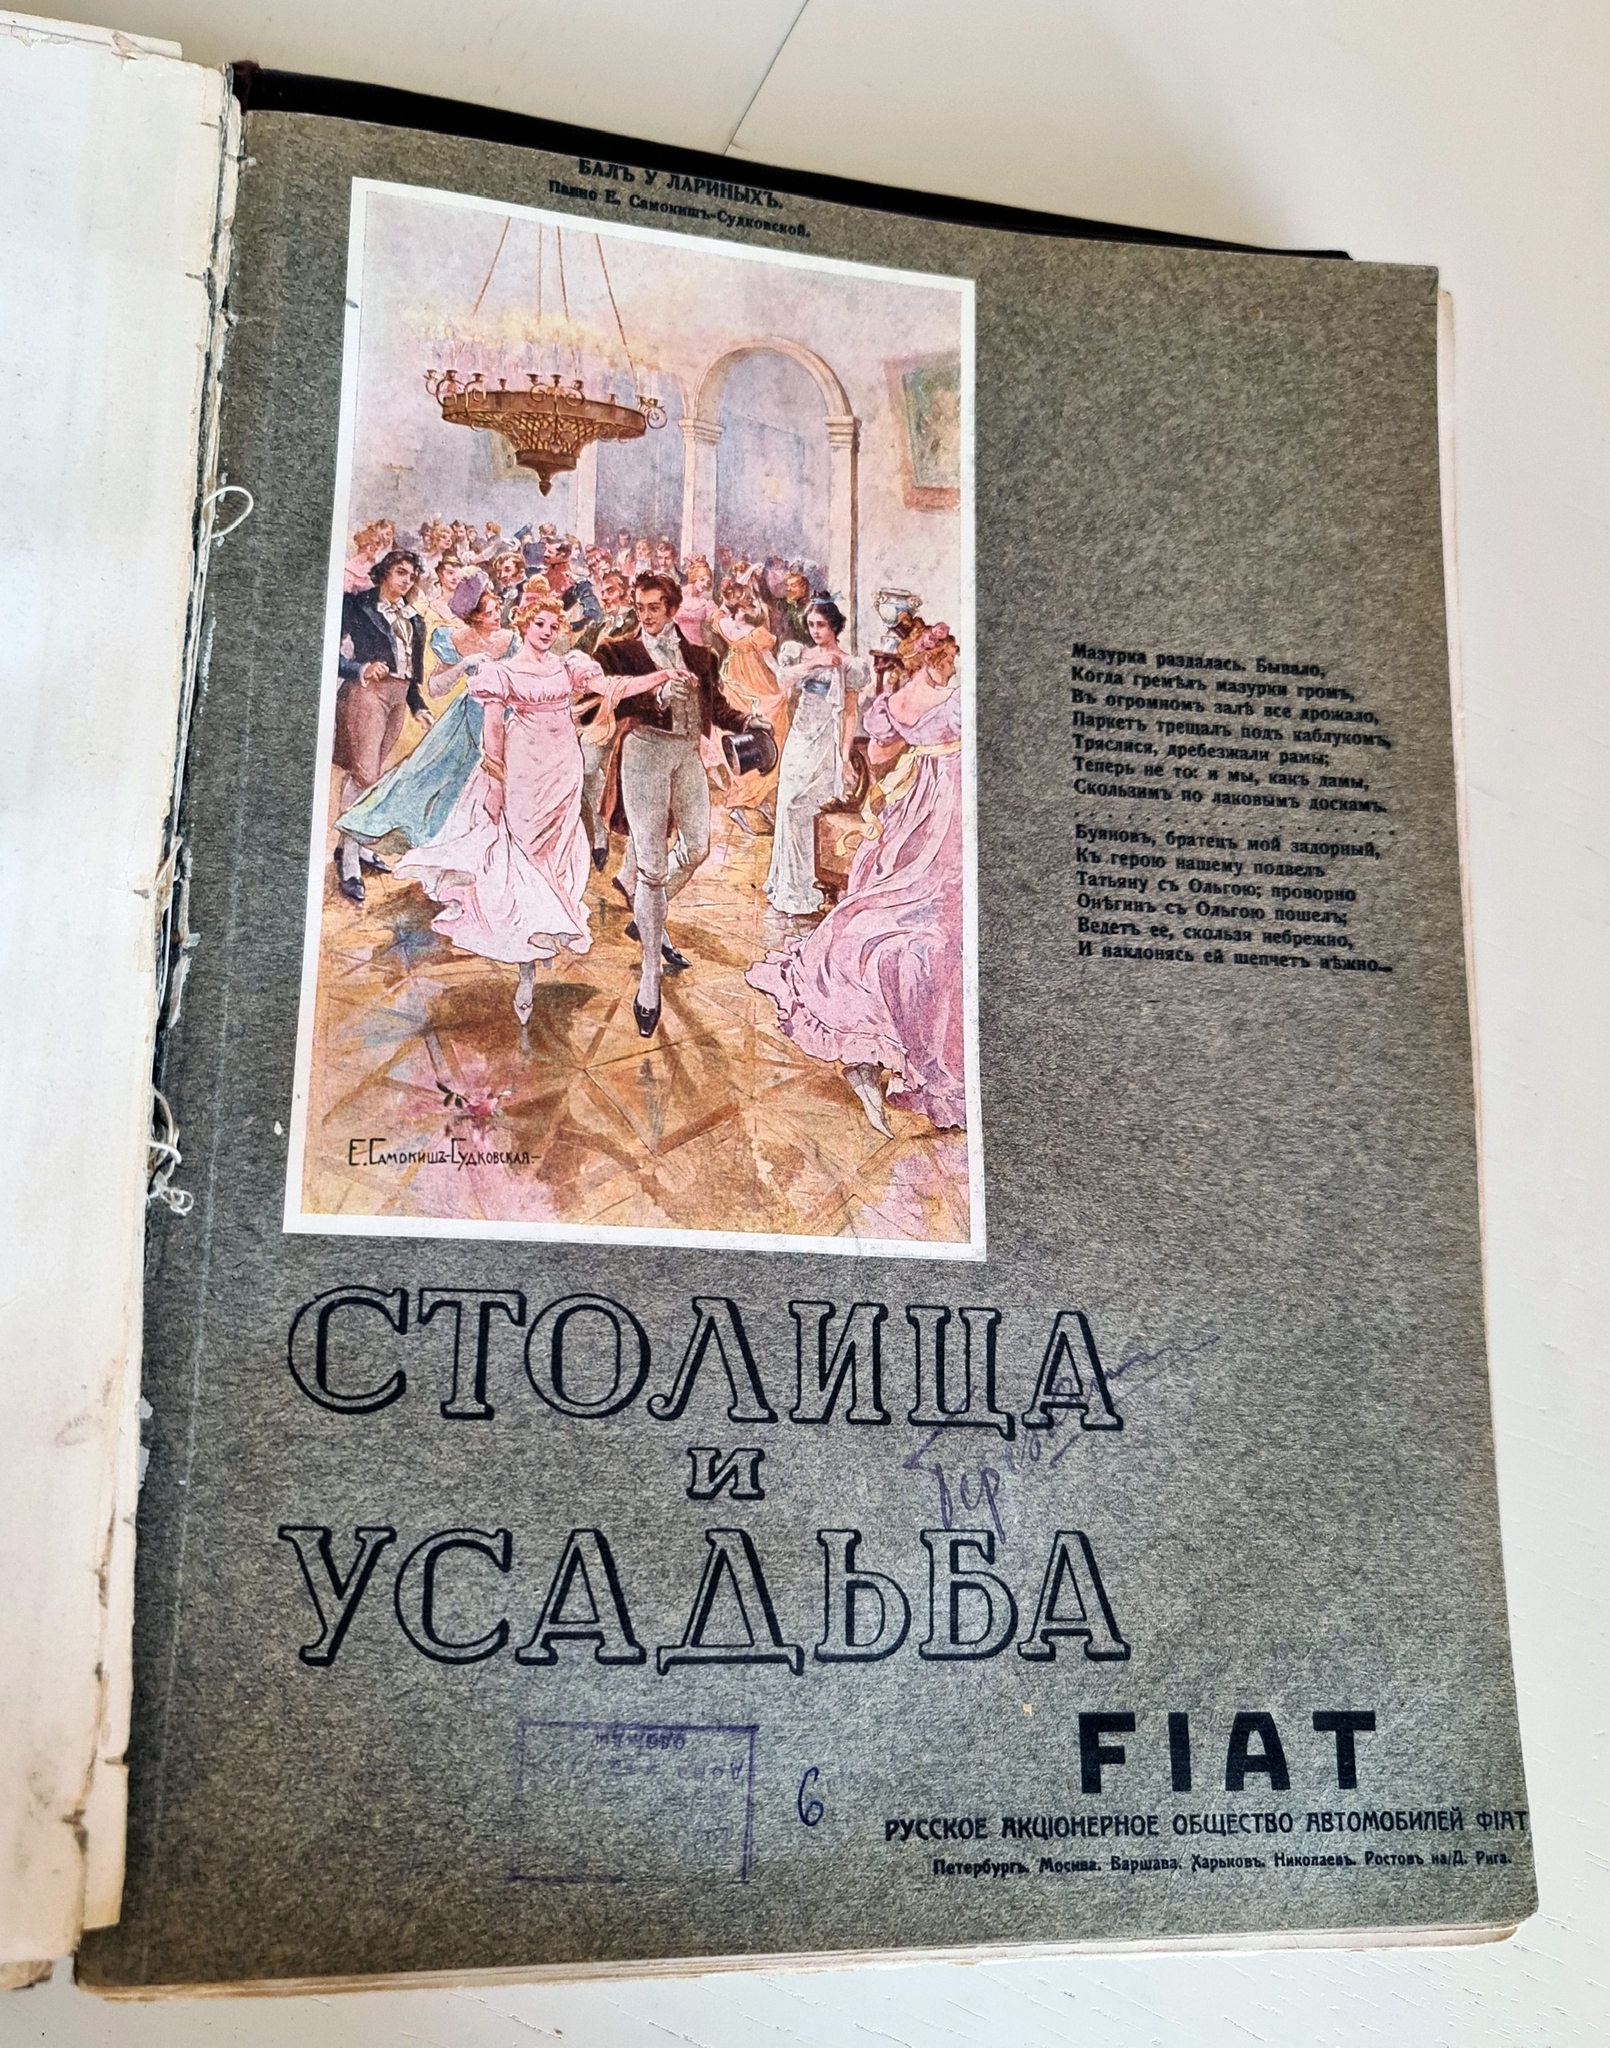 БАЛЪ У ЛАРИНЫХЪ.
Панно Е. Самокишъ-Судковской.
Е. Самокишъ-Судковская.
Мазурка раздалась. Бывало,
Когда гремѣлъ мазурки громъ,
Въ огромномъ залѣ все дрожало,
Паркетъ трещалъ подъ каблукомъ,
Тряслися, дребезжали рамы;
Теперь не то: и мы, какъ дамы,
Скользимъ по лаковымъ доскамъ.
Буяновъ, братецъ мой задорный,
Къ герою нашему подвелъ
Татьяну съ Ольгою; проворно
Онѣгинъ съ Ольгою пошелъ;
Ведетъ ее, скользя небрежно,
И наклонясь ей шепчетъ нѣжно...
СТОЛИЦА
И
УСАДЬБА
6
FIAT
РУССКОЕ АКЦІОНЕРНОЕ ОБЩЕСТВО АВТОМОБИЛЕЙ ФІАТ
Петербургъ. Москва. Варшава. Харьковъ. Николаевъ. Ростовъ на/Д. Рига.